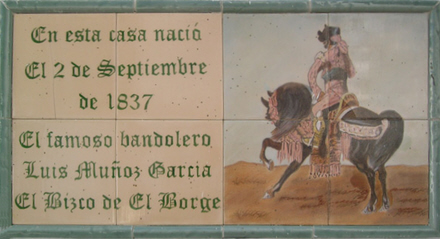 En esta casa nació
El 2 de Septiembre
de 1837
El famoso bandolero
Luis Muñoz Garcia
El Bizco de El Borge